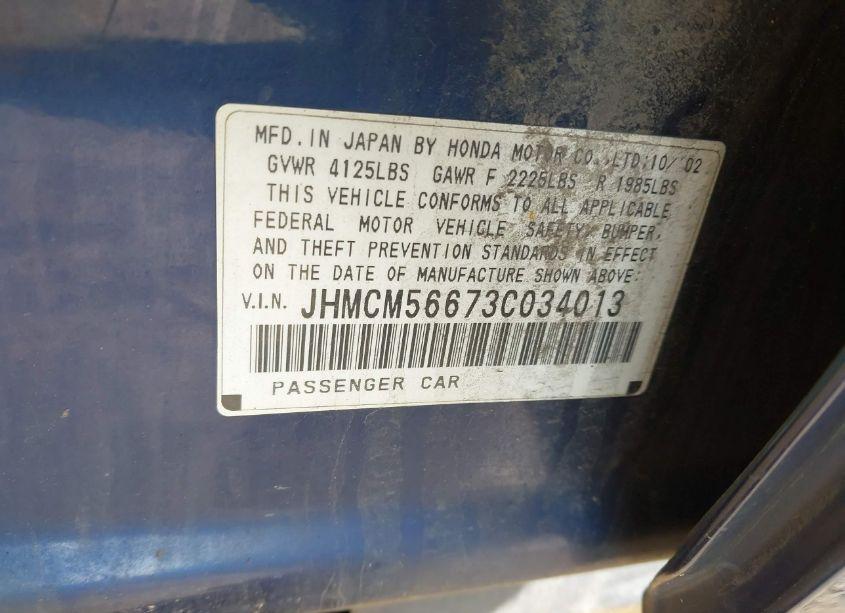 MFD. IN JAPAN BY HONDA MOTOR CO.,LTD;10/'02
GVWR 4125LBS GAWR F 2225LBS R 1985LBS
THIS VEHICLE CONFORMS TO ALL APPLICABLE
FEDERAL MOTOR VEHICLE SAFETY, BUMPER,
AND THEFT PREVENTION STANDARDS IN EFFECT
ON THE DATE OF MANUFACTURE SHOWN ABOVE:
V.I.N. JHMCM56673C034013
PASSENGER CAR